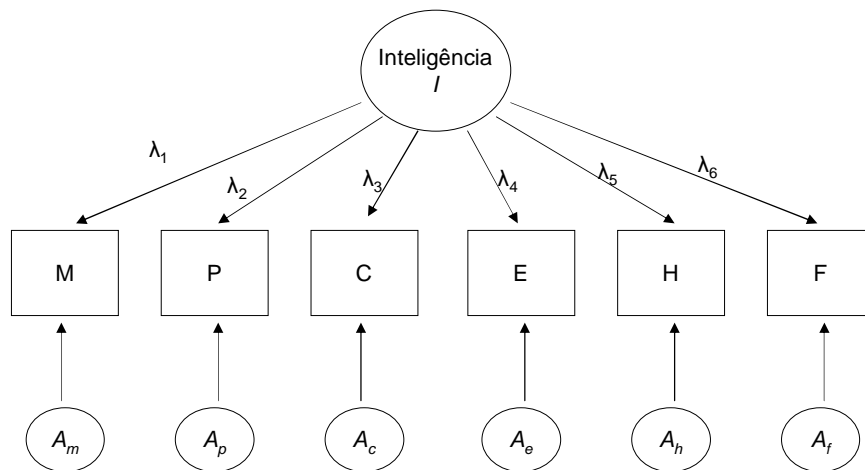 Inteligência
I
λ1
λ2
λ3
λ4
λ5
λ6
M
P
C
E
H
F
Am
Ap
Ac
Ae
Ah
Af